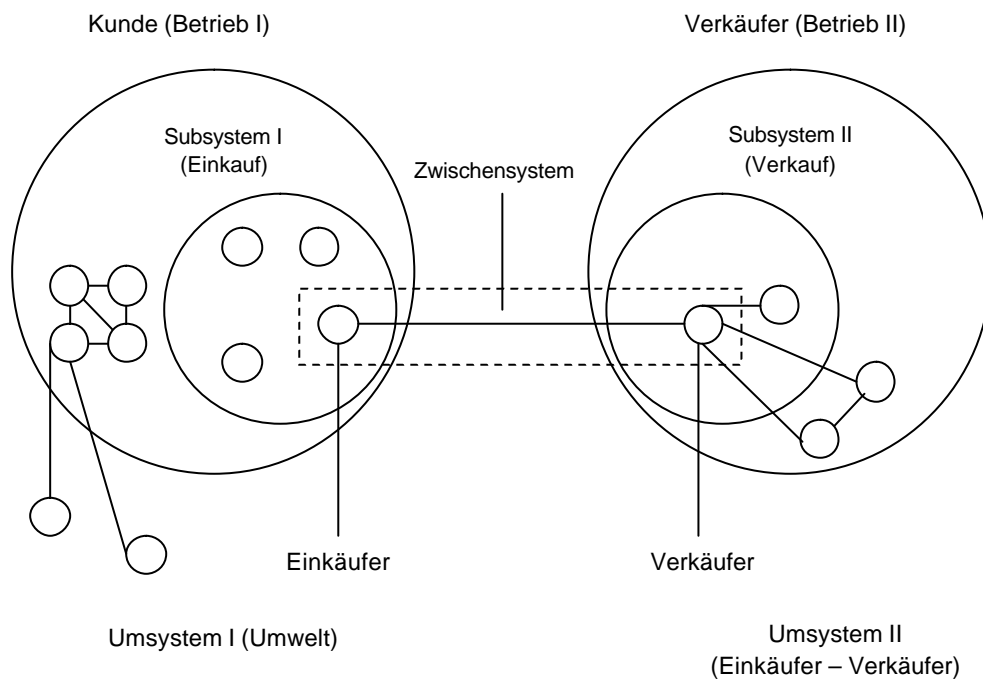 Kunde (Betrieb I)
Verkäufer (Betrieb II)
Subsystem I
(Einkauf)
Zwischensystem
Subsystem II
(Verkauf)
Einkäufer
Verkäufer
Umsystem I (Umwelt)
Umsystem II
(Einkäufer – Verkäufer)